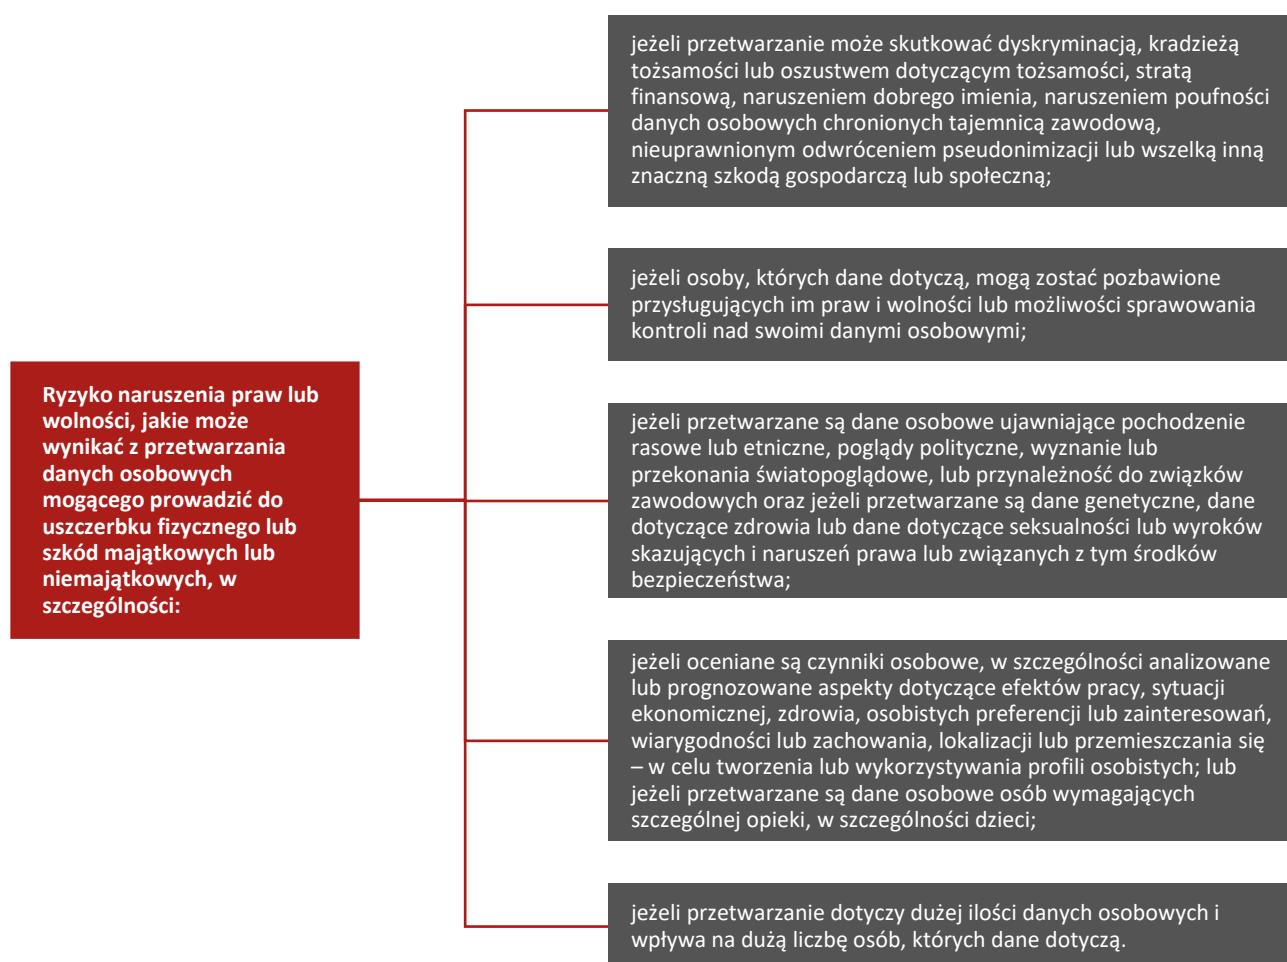 Ryzyko naruszenia praw lub
wolności, jakie może
wynikać z przetwarzania
danych osobowych
mogącego prowadzić do
uszczerbku fizycznego lub
szkód majątkowych lub
niemajątkowych, w
szczególności:
jeżeli przetwarzanie może skutkować dyskryminacją, kradzieżą
tożsamości lub oszustwem dotyczącym tożsamości, stratą
finansową, naruszeniem dobrego imienia, naruszeniem poufności
danych osobowych chronionych tajemnicą zawodową,
nieuprawnionym odwróceniem pseudonimizacji lub wszelką inną
znaczną szkodą gospodarczą lub społeczną;
jeżeli osoby, których dane dotyczą, mogą zostać pozbawione
przysługujących im praw i wolności lub możliwości sprawowania
kontroli nad swoimi danymi osobowymi;
jeżeli przetwarzane są dane osobowe ujawniające pochodzenie
rasowe lub etniczne, poglądy polityczne, wyznanie lub
przekonania światopoglądowe, lub przynależność do związków
zawodowych oraz jeżeli przetwarzane są dane genetyczne, dane
dotyczące zdrowia lub dane dotyczące seksualności lub wyroków
skazujących i naruszeń prawa lub związanych z tym środków
bezpieczeństwa;
jeżeli oceniane są czynniki osobowe, w szczególności analizowane
lub prognozowane aspekty dotyczące efektów pracy, sytuacji
ekonomicznej, zdrowia, osobistych preferencji lub zainteresowań,
wiarygodności lub zachowania, lokalizacji lub przemieszczania się
– w celu tworzenia lub wykorzystywania profili osobistych; lub
jeżeli przetwarzane są dane osobowe osób wymagających
szczególnej opieki, w szczególności dzieci;
jeżeli przetwarzanie dotyczy dużej ilości danych osobowych i
wpływa na dużą liczbę osób, których dane dotyczą.